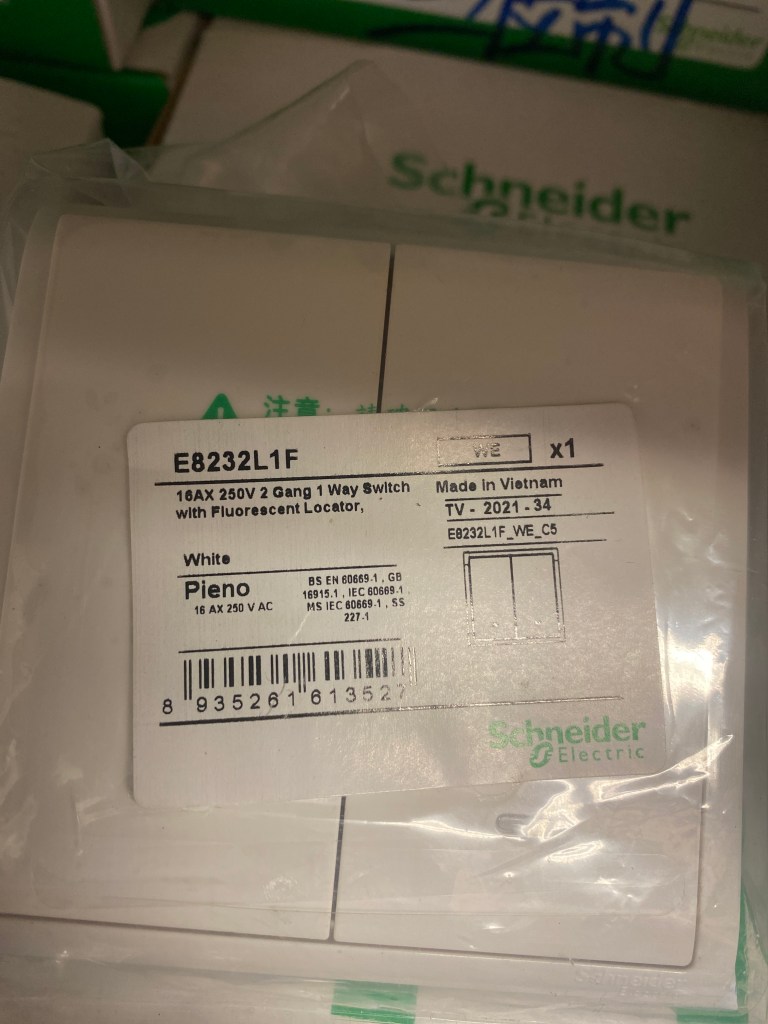 Schneider
Schneider
注意:
E8232L1F
WE
x1
16AX 250V 2 Gang 1 Way Switch
with Fluorescent Locator,
Made in Vietnam
TV - 2021 - 34
E8232L1F_WE_C5
White
Pieno
16 AX 250 V AC
BS EN 60669-1 , GB
16915.1 , IEC 60669-1 ,
MS IEC 60669-1 , SS
227-1
8 935261 613527
Schneider
Electric